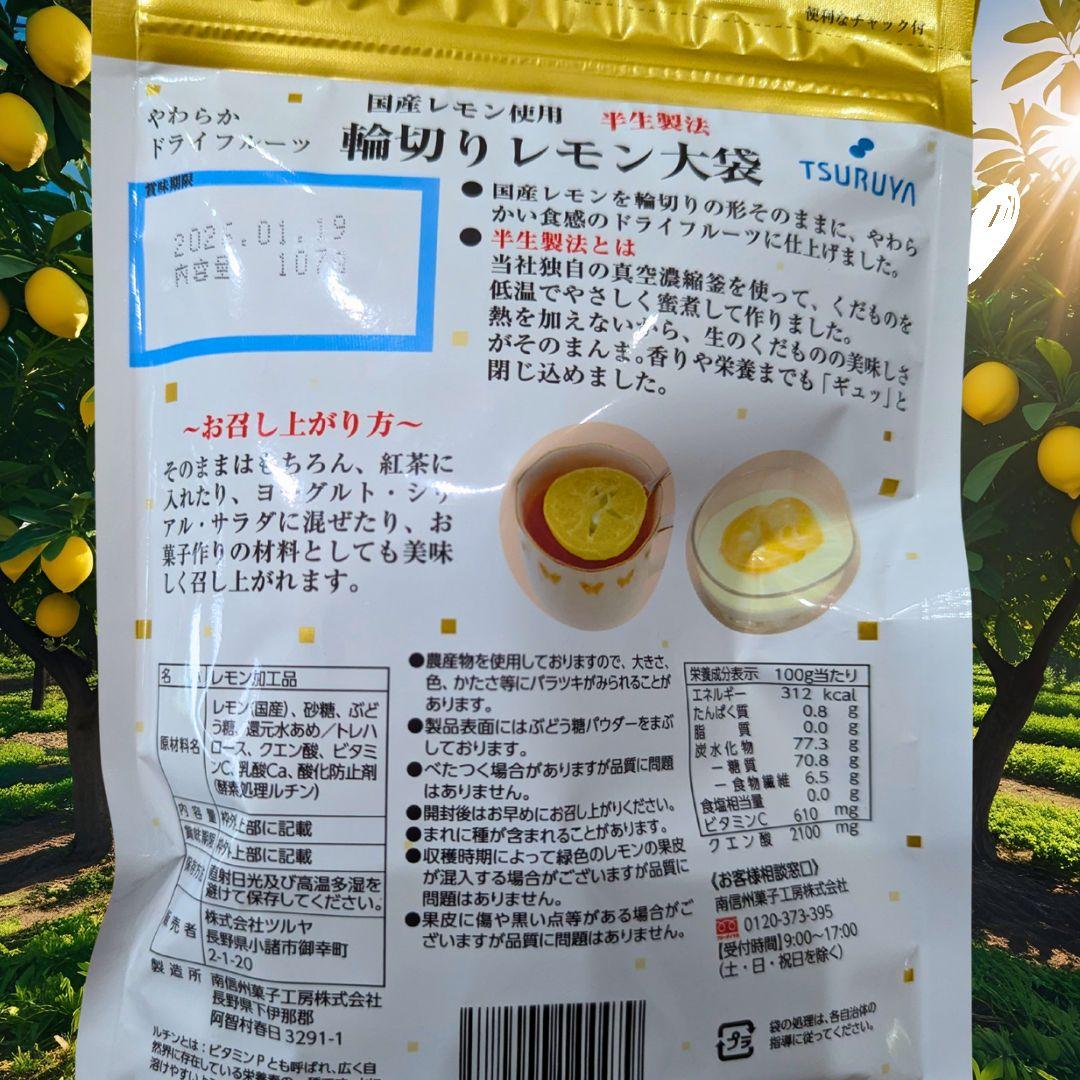 便利なチャック付
やわらか
ドライフルーツ
国産レモン使用 半生製法
輪切りレモン大袋
TSURUYA
賞味期限
.01.19
内容量 107g
●国産レモンを輪切りの形そのままに、やわら
かい食感のドライフルーツに仕上げました。
●半生製法とは
当社独自の真空濃縮釜を使って、くだものを
低温でやさしく蜜煮して作りました。
熱を加えないから、生のくだものの美味しさ
がそのまんま。香りや栄養までも「ギュッ」と
閉じ込めました。
~お召し上がり方~
そのままはもちろん、紅茶に
入れたり、ヨーグルト・シリ
アル・サラダに混ぜたり、お
菓子作りの材料としても美味
しく召し上がれます。
名 レモン加工品
原材料名 レモン(国産)、砂糖、ぶど
う糖、還元水あめ/トレハ
ロース、クエン酸、ビタミ
ンC、乳酸Ca、酸化防止剤
(酵素処理ルチン)
内容量 枠外上部に記載
賞味期限 枠外上部に記載
保存方法 直射日光及び高温多湿を
避けて保存してください。
販売者 株式会社ツルヤ
長野県小諸市御幸町
2-1-20
製造所 南信州菓子工房株式会社
長野県下伊那郡
阿智村春日3291-1
ルチンとは:ビタミンPとも呼ばれ、広く自
然界に存在している栄養素の
溶けやすい
●農産物を使用しておりますので、大きさ、
色、かたさ等にバラツキがみられることが
あります。
●製品表面にはぶどう糖パウダーをまぶ
しております。
●べたつく場合がありますが品質に問題
はありません。
●開封後はお早めにお召し上がりください。
●まれに種が含まれることがあります。
●収穫時期によって緑色のレモンの果皮
が混入する場合がございますが品質に
問題はありません。
●果皮に傷や黒い点等がある場合がご
ざいますが品質に問題はありません。
栄養成分表示 100g当たり
エネルギー 312 kcal
たんぱく質 0.8 g
脂質 0.0 g
炭水化物 77.3 g
ー糖質 70.8 g
ー食物繊維 6.5 g
食塩相当量 0.0 g
ビタミンC 610 mg
クエン酸 2100 mg
《お客様相談窓口》
南信州菓子工房株式会社
0120-373-395
【受付時間】9:00~17:00
(土・日・祝日を除く)
プラ
袋の処理は、各自治体の
指導に従ってください。